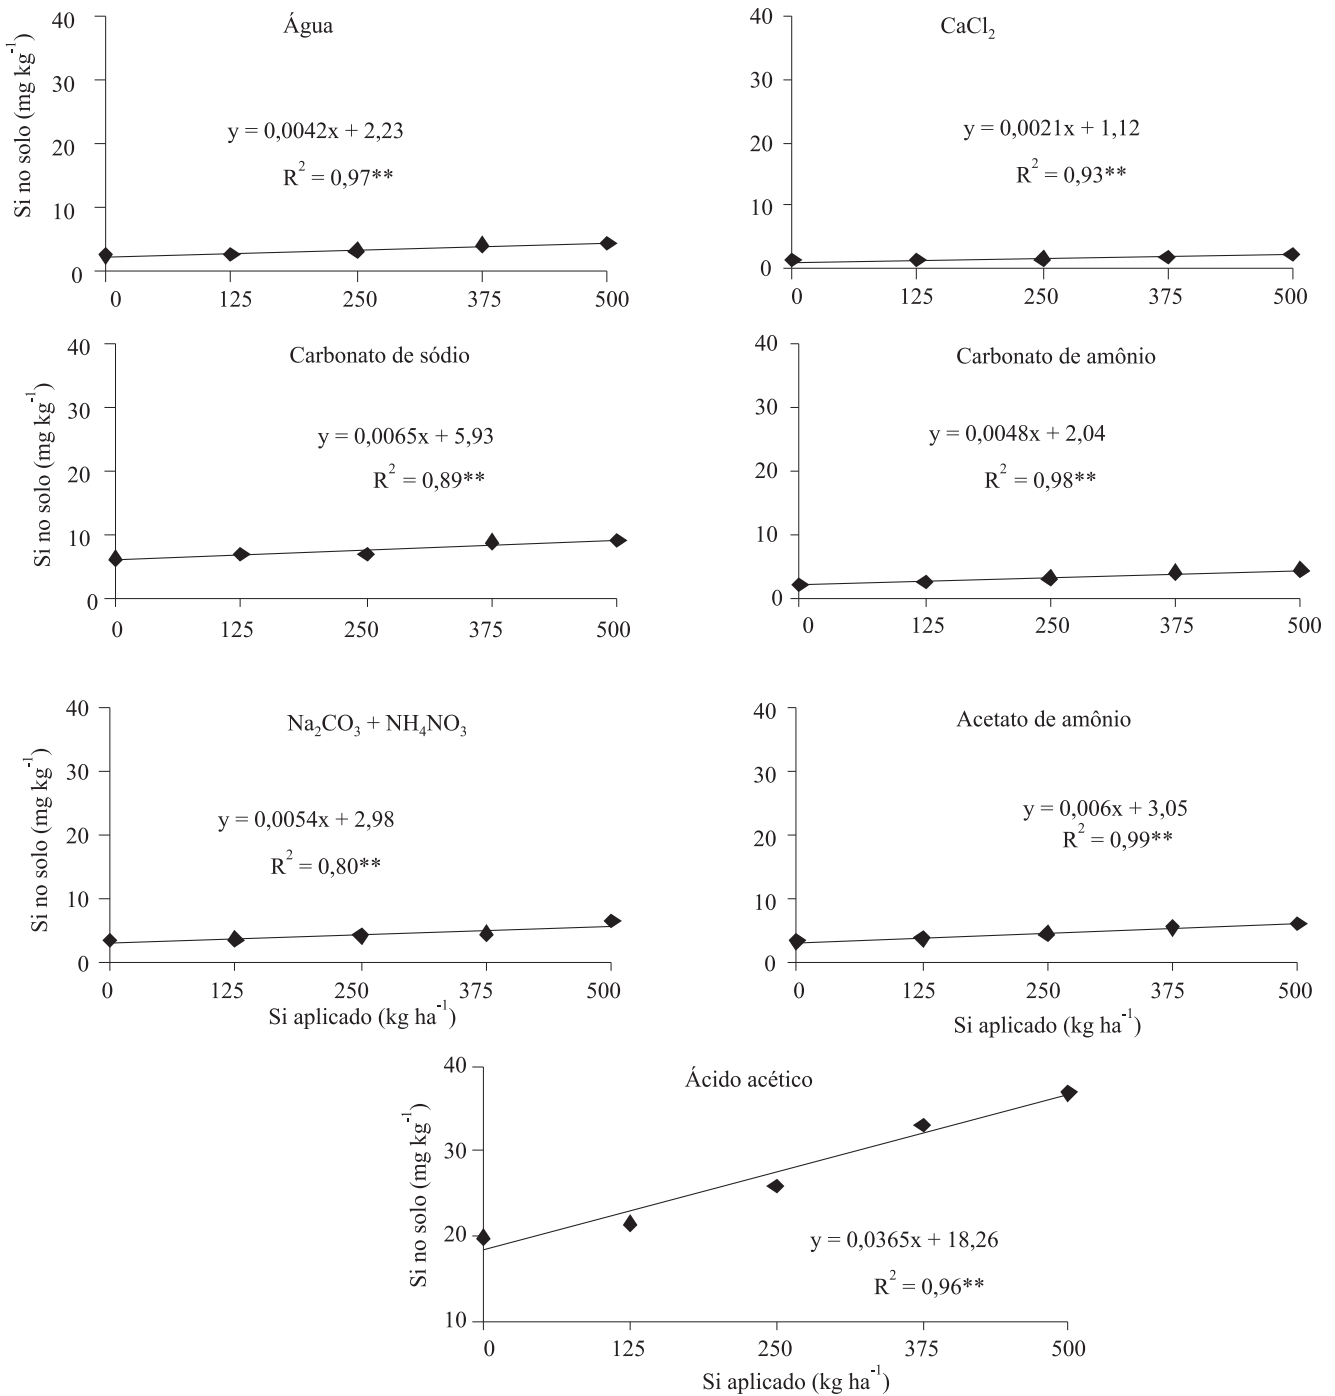 Água
Si no solo (mg kg⁻¹)
40
30
20
10
0
y = 0,0042x + 2,23
R² = 0,97**
0 125 250 375 500
CaCl₂
40
30
20
10
0
y = 0,0021x + 1,12
R² = 0,93**
0 125 250 375 500
Carbonato de sódio
Si no solo (mg kg⁻¹)
40
30
20
10
0
y = 0,0065x + 5,93
R² = 0,89**
0 125 250 375 500
Carbonato de amônio
40
30
20
10
0
y = 0,0048x + 2,04
R² = 0,98**
0 125 250 375 500
Na₂CO₃ + NH₄NO₃
Si no solo (mg kg⁻¹)
40
30
20
10
0
y = 0,0054x + 2,98
R² = 0,80**
0 125 250 375 500
Si aplicado (kg ha⁻¹)
Acetato de amônio
40
30
20
10
0
y = 0,006x + 3,05
R² = 0,99**
0 125 250 375 500
Si aplicado (kg ha⁻¹)
Ácido acético
Si no solo (mg kg⁻¹)
40
30
20
10
y = 0,0365x + 18,26
R² = 0,96**
0 125 250 375 500
Si aplicado (kg ha⁻¹)